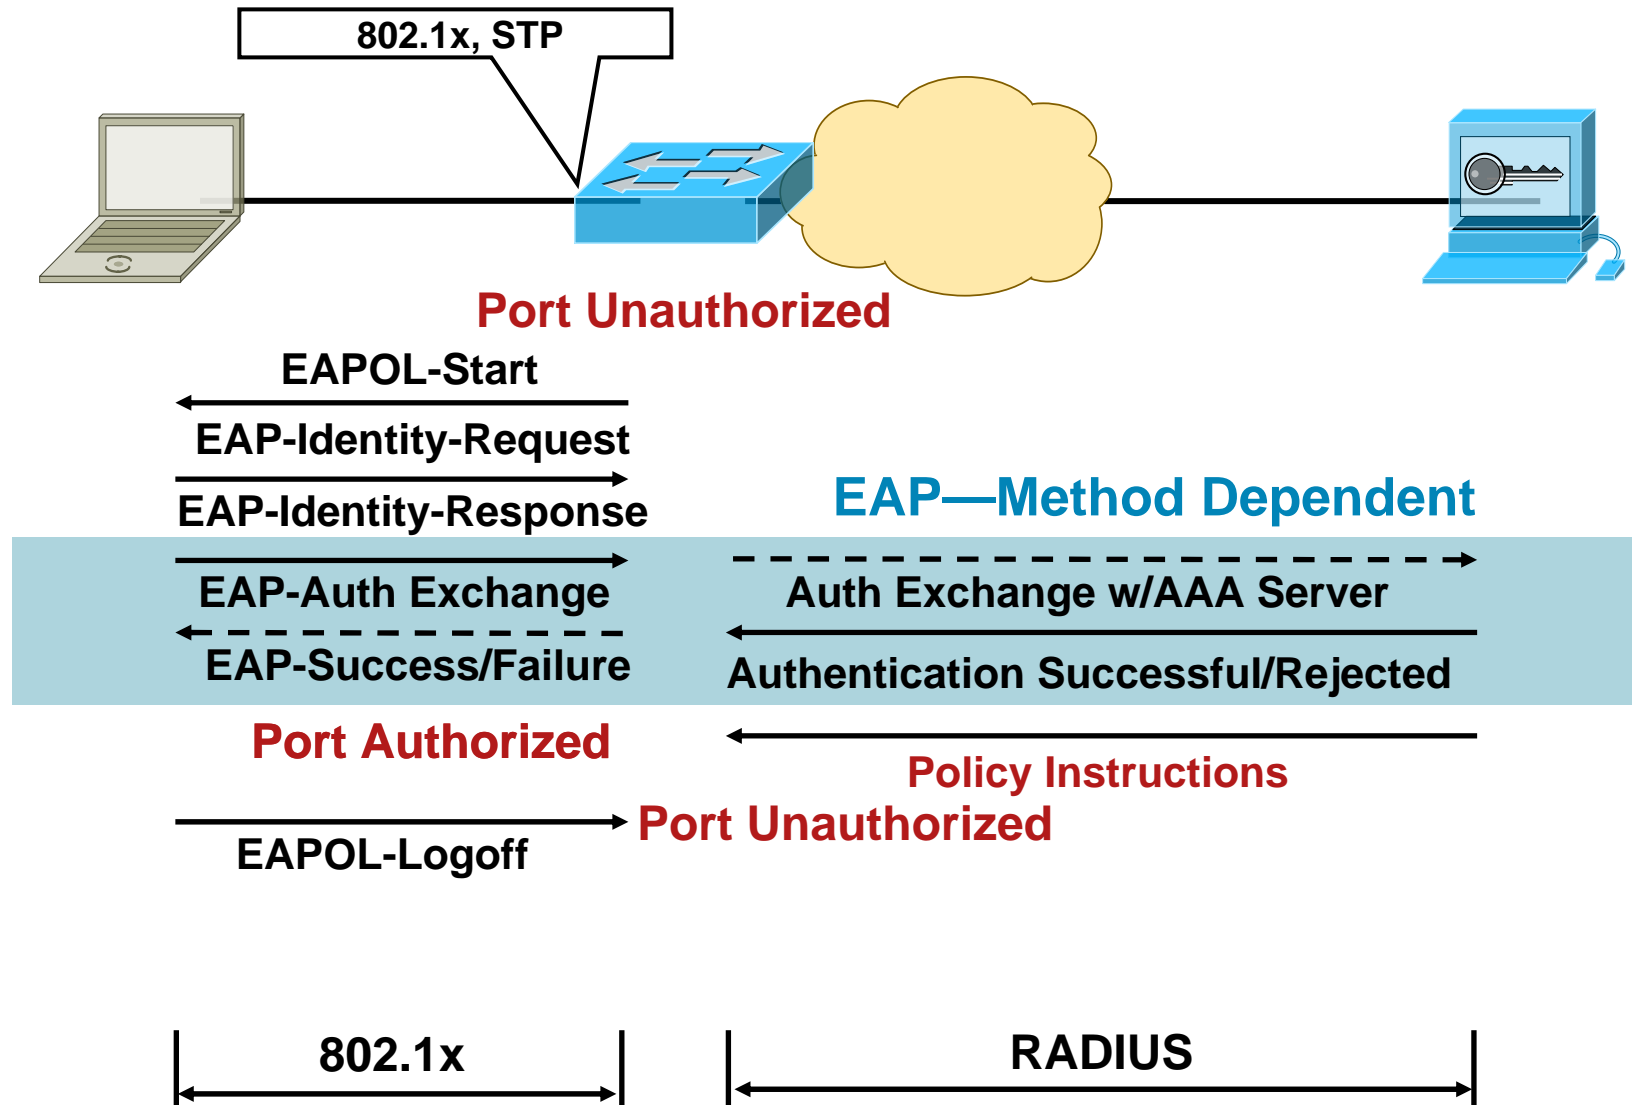 802.1x, STP
Port Unauthorized
EAPOL-Start
EAP-Identity-Request
EAP-Identity-Response
EAP—Method Dependent
EAP-Auth Exchange
Auth Exchange w/AAA Server
EAP-Success/Failure
Authentication Successful/Rejected
Port Authorized
Policy Instructions
Port Unauthorized
EAPOL-Logoff
802.1x
RADIUS